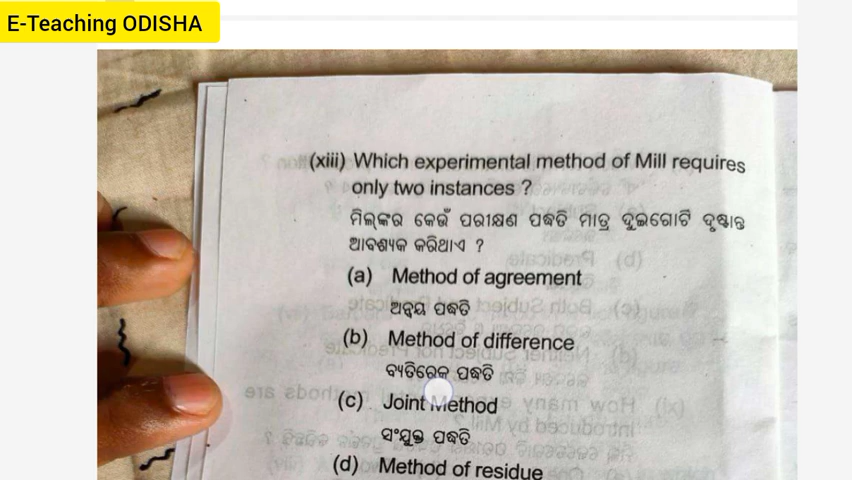 E-Teaching ODISHA
(xiii) Which experimental method of Mill requires
only two instances ?
ମିଲ୍‌ଙ୍କର କେଉଁ ପରୀକ୍ଷଣ ପଦ୍ଧତି ମାତ୍ର ଦୁଇଗୋଟି ଦୃଷ୍ଟାନ୍ତ
ଆବଶ୍ୟକ କରିଥାଏ ?
(a) Method of agreement
ଅନ୍ୱୟ ପଦ୍ଧତି
(b) Method of difference
ବ୍ୟତିରେକ ପଦ୍ଧତି
(c) Joint Method
ସଂଯୁକ୍ତ ପଦ୍ଧତି
(d) Method of residue